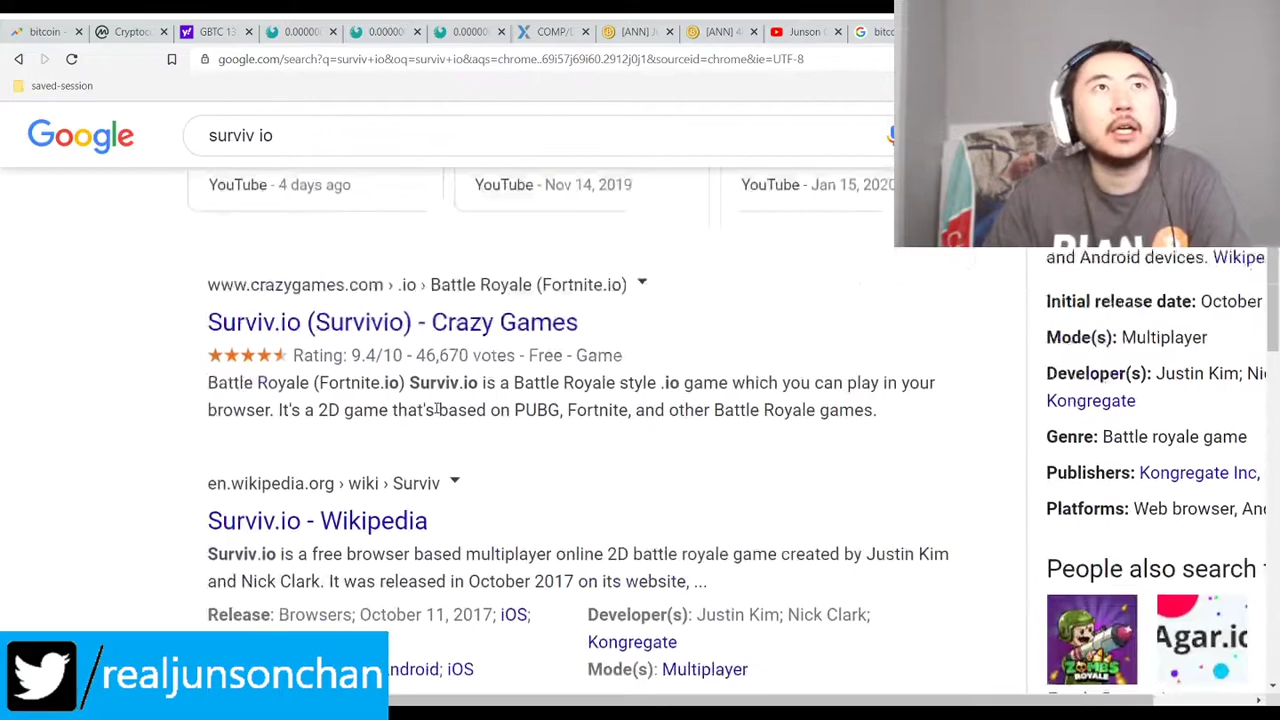 bitcoin -
Cryptoc
GBTC 13
0.00000
0.00000
0.00000
COMP/
[ANN]
[ANN] 4
Junson
bitc
google.com/search?q=surviv+io&oq=surviv+io&aqs=chrome..69i57j69i60.2912j0j1&sourceid=chrome&ie=UTF-8
saved-session
Google
surviv io
YouTube - 4 days ago
YouTube - Nov 14, 2019
YouTube - Jan 15, 2020
www.crazygames.com › .io › Battle Royale (Fortnite.io)
Surviv.io (Survivio) - Crazy Games
Rating: 9.4/10 - 46,670 votes - Free - Game
Battle Royale (Fortnite.io) Surviv.io is a Battle Royale style .io game which you can play in your
browser. It's a 2D game that's based on PUBG, Fortnite, and other Battle Royale games.
en.wikipedia.org › wiki › Surviv
Surviv.io - Wikipedia
Surviv.io is a free browser based multiplayer online 2D battle royale game created by Justin Kim
and Nick Clark. It was released in October 2017 on its website, ...
Release: Browsers; October 11, 2017; iOS;
Developer(s): Justin Kim; Nick Clark;
Kongregate
ndroid; iOS
Mode(s): Multiplayer
and Android devices. Wikipe
Initial release date: October
Mode(s): Multiplayer
Developer(s): Justin Kim; Ni
Kongregate
Genre: Battle royale game
Publishers: Kongregate Inc,
Platforms: Web browser, An
People also search
ZOMBS
ROYALE
Agar.io
/realjunsonchan